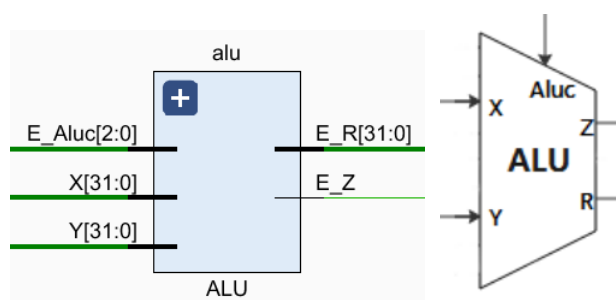 alu
E_Aluc[2:0]
E_R[31:0]
X[31:0]
E_Z
Y[31:0]
ALU
Aluc
X
Z
ALU
R
Y